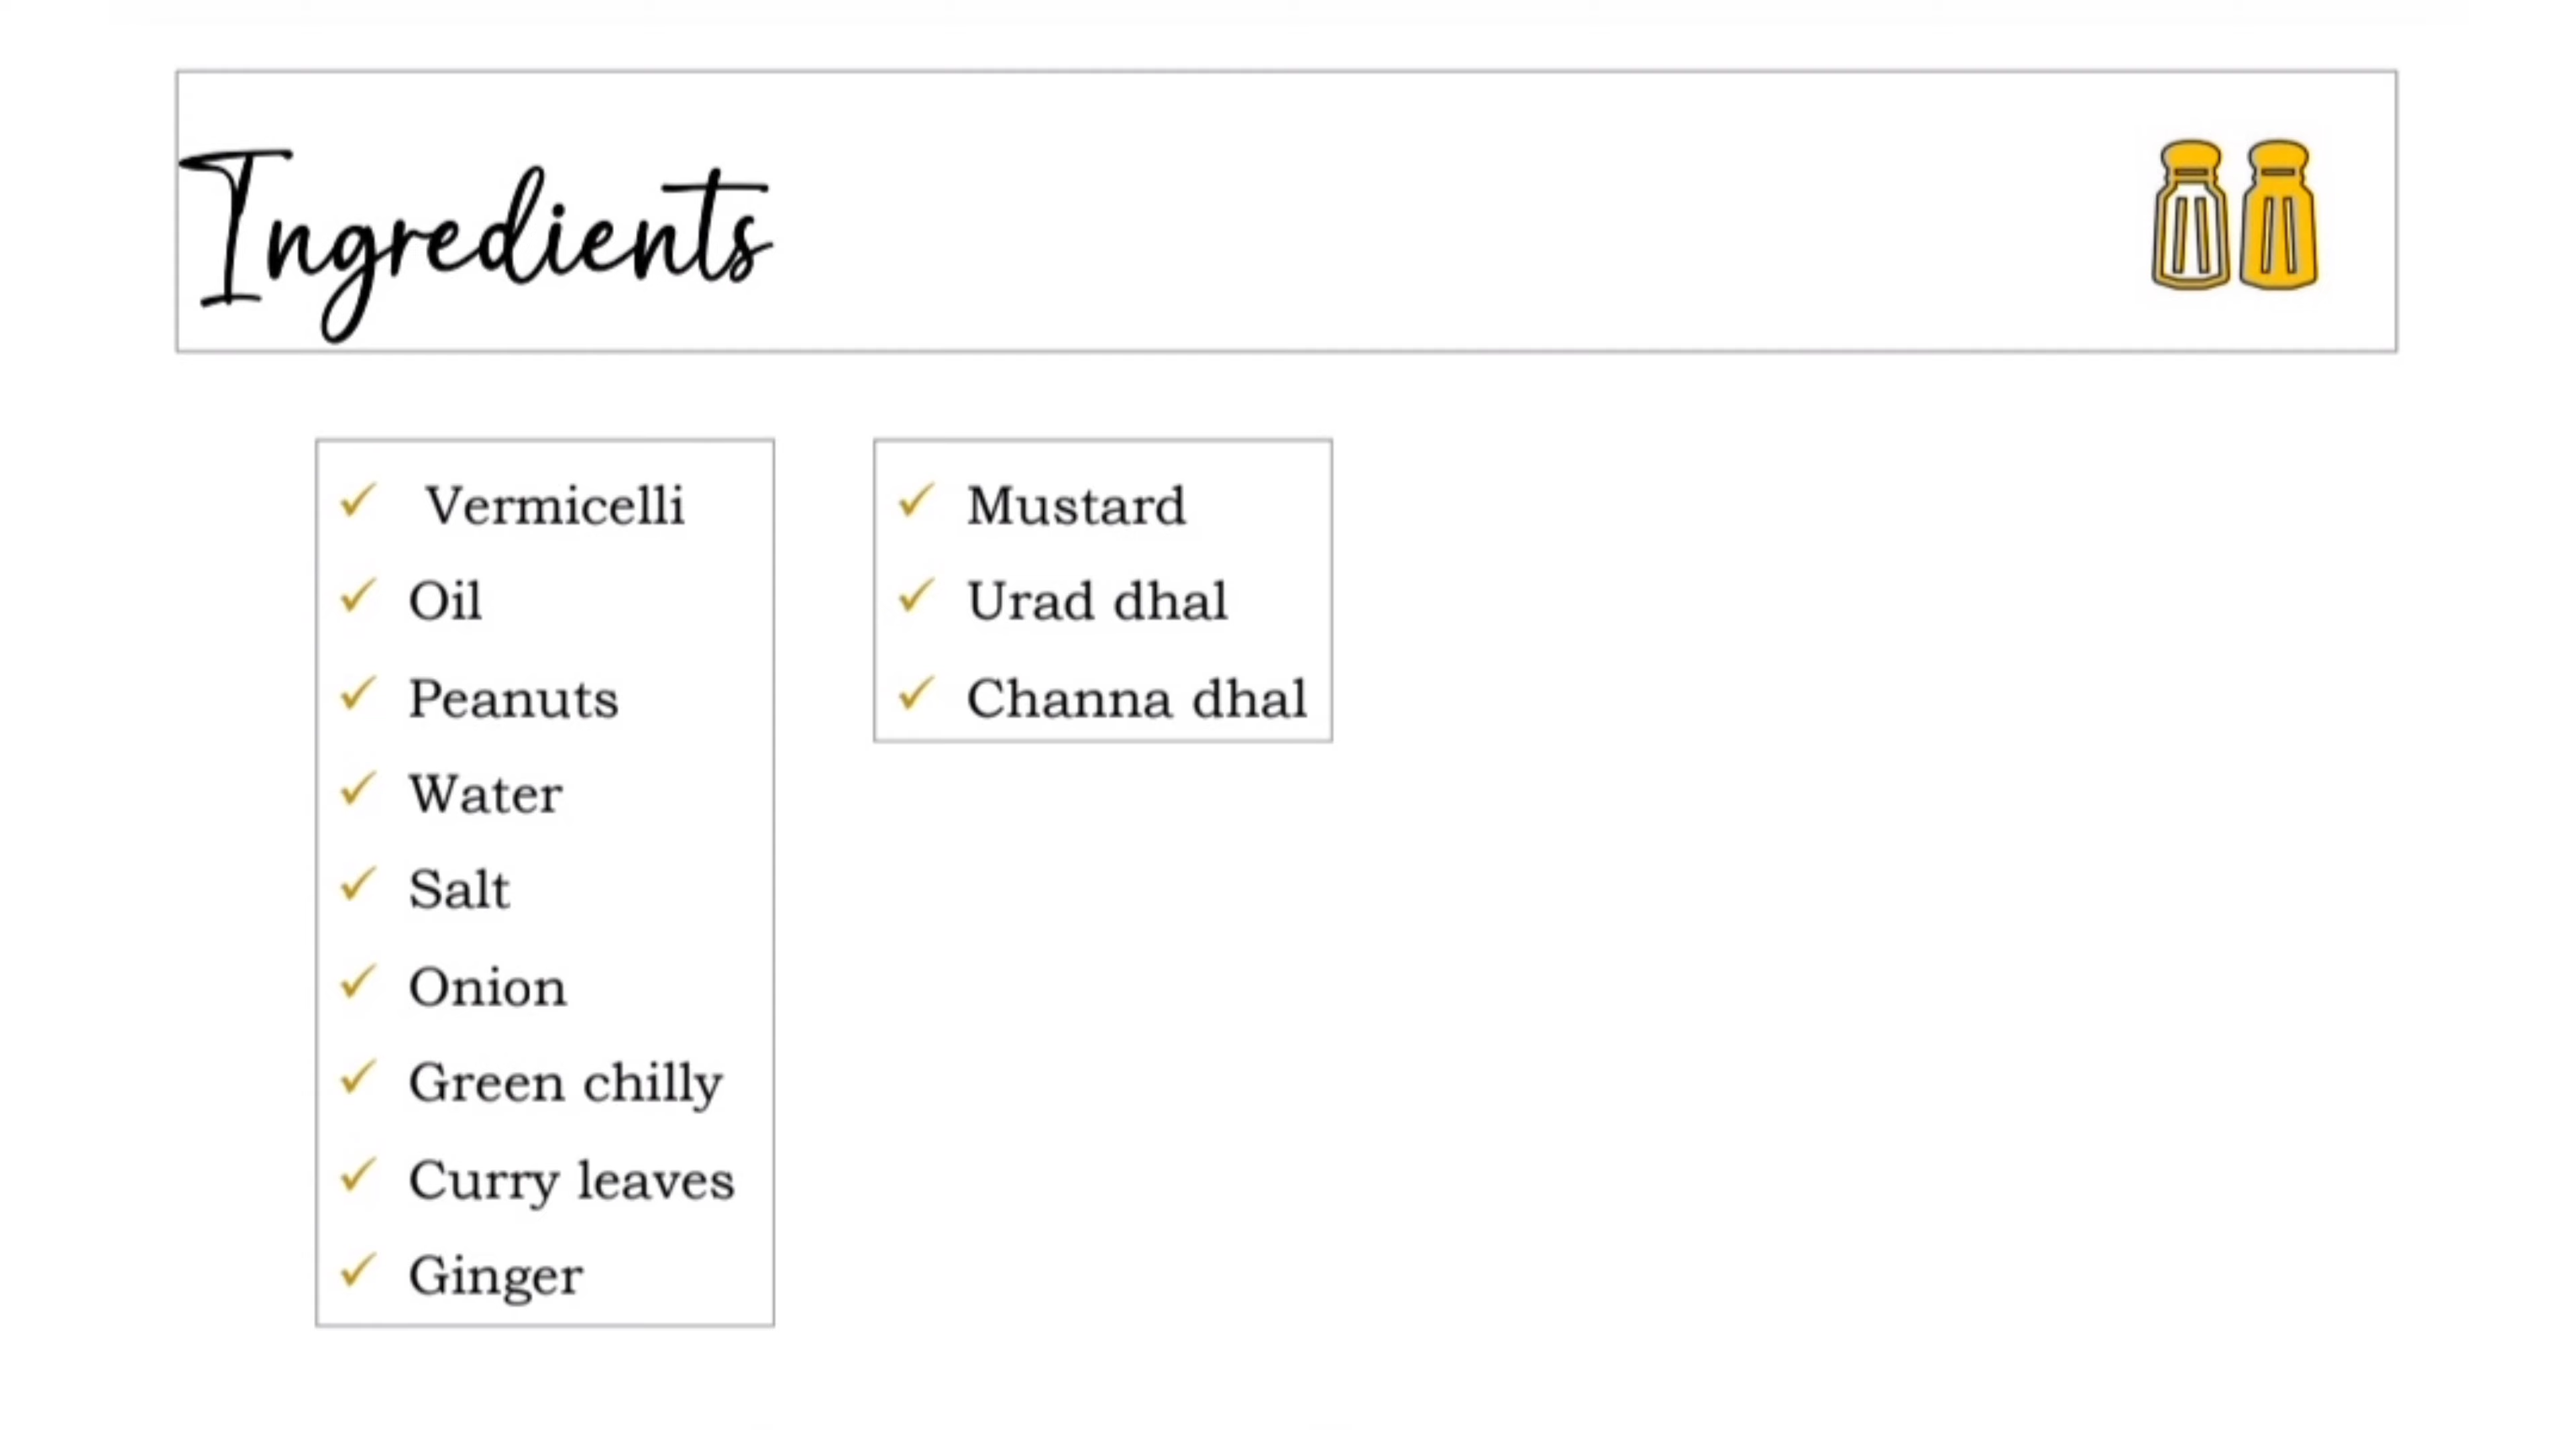 Ingredients
Vermicelli
Oil
Peanuts
Water
Salt
Onion
Green chilly
Curry leaves
Ginger
Mustard
Urad dhal
Channa dhal